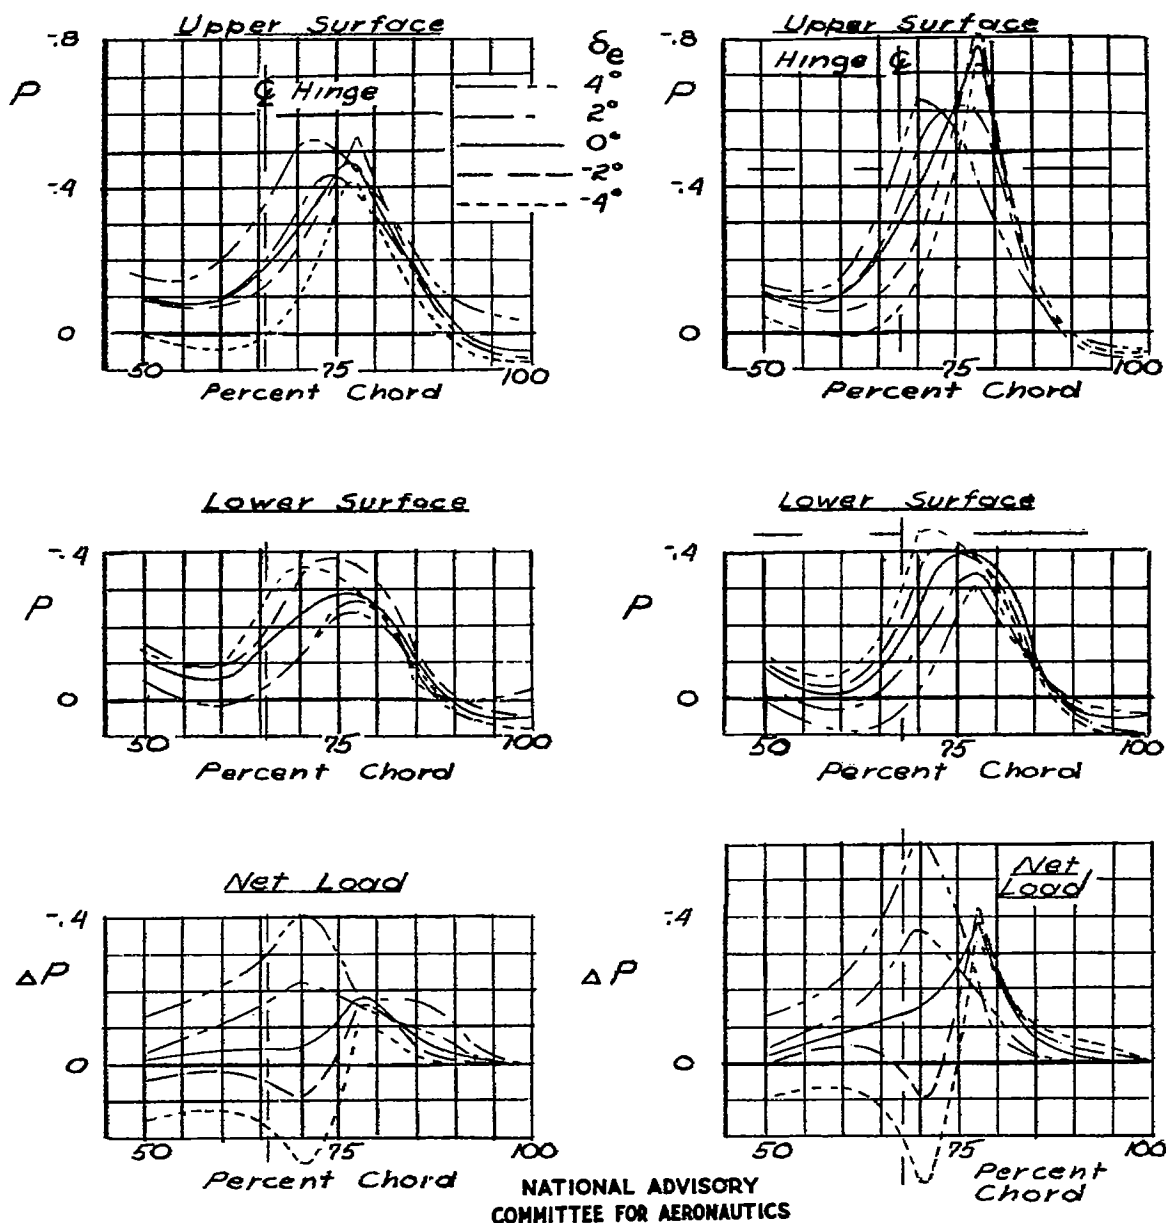 Upper Surface
-.8
P
-.4
0
℄ Hinge
50
75
100
Percent Chord
δe
4°
2°
0°
-2°
-4°
Upper Surface
-.8
P
-.4
0
Hinge ℄
50
75
100
Percent Chord
Lower Surface
-.4
P
0
50
75
100
Percent Chord
Lower Surface
-.4
P
0
50
75
100
Percent Chord
Net Load
-.4
ΔP
0
50
75
100
Percent Chord
Net
Load
-.4
ΔP
0
50
75
100
Percent
Chord
NATIONAL ADVISORY
COMMITTEE FOR AERONAUTICS